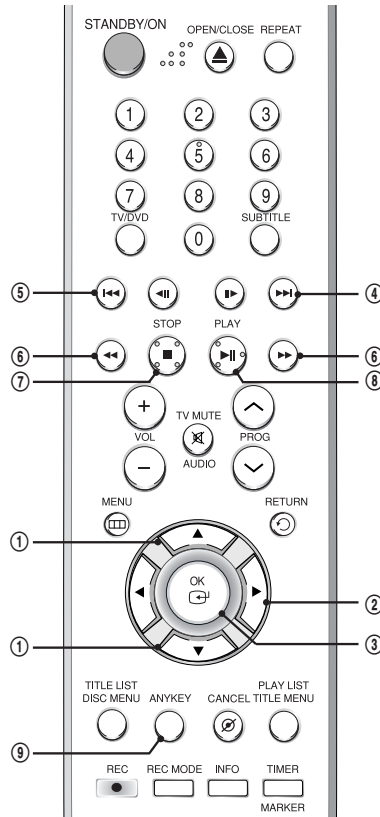 STANDBY/ON OPEN/CLOSE REPEAT
1 2 3
4 5 6
7 8 9
TV/DVD SUBTITLE
0
⑤ ④
STOP PLAY
⑥ ⑥
⑦ ⑧
+
TV MUTE
VOL PROG
− AUDIO
MENU RETURN
①
OK
②
③
①
TITLE LIST PLAY LIST
DISC MENU ANYKEY CANCEL TITLE MENU
⑨
REC REC MODE INFO TIMER
MARKER